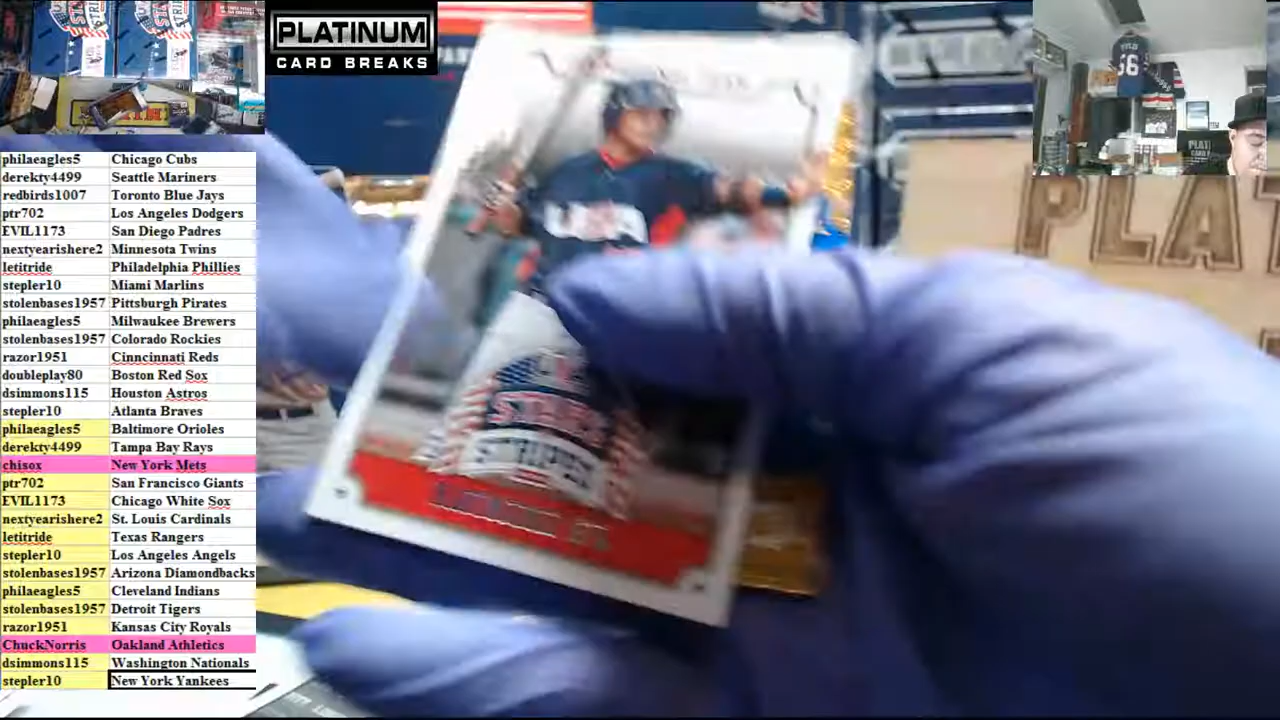 PLATINUM
CARD BREAKS
philaeagles5 Chicago Cubs
derekty4499 Seattle Mariners
redbirds1007 Toronto Blue Jays
ptr702 Los Angeles Dodgers
EVIL1173 San Diego Padres
nextyearishere2 Minnesota Twins
letitride Philadelphia Phillies
stepler10 Miami Marlins
stolenbases1957 Pittsburgh Pirates
philaeagles5 Milwaukee Brewers
stolenbases1957 Colorado Rockies
razor1951 Cinncinnati Reds
doubleplay80 Boston Red Sox
dsimmons115 Houston Astros
stepler10 Atlanta Braves
philaeagles5 Baltimore Orioles
derekty4499 Tampa Bay Rays
chisox New York Mets
ptr702 San Francisco Giants
EVIL1173 Chicago White Sox
nextyearishere2 St. Louis Cardinals
letitride Texas Rangers
stepler10 Los Angeles Angels
stolenbases1957 Arizona Diamondbacks
philaeagles5 Cleveland Indians
stolenbases1957 Detroit Tigers
razor1951 Kansas City Royals
ChuckNorris Oakland Athletics
dsimmons115 Washington Nationals
stepler10 New York Yankees
USA
STARS
STRIPES
PLAT
56